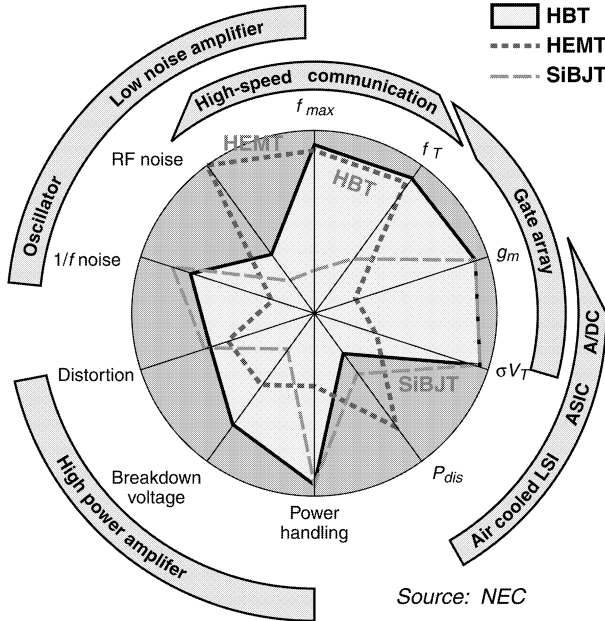 HBT
HEMT
SiBJT
Low noise amplifier
High-speed communication
Oscillator
Gate array
A/DC
ASIC
Air cooled LSI
High power amplifer
f max
f T
g m
σV T
P dis
Power
handling
Breakdown
voltage
Distortion
1/f noise
RF noise
HEMT
HBT
SiBJT
Source: NEC